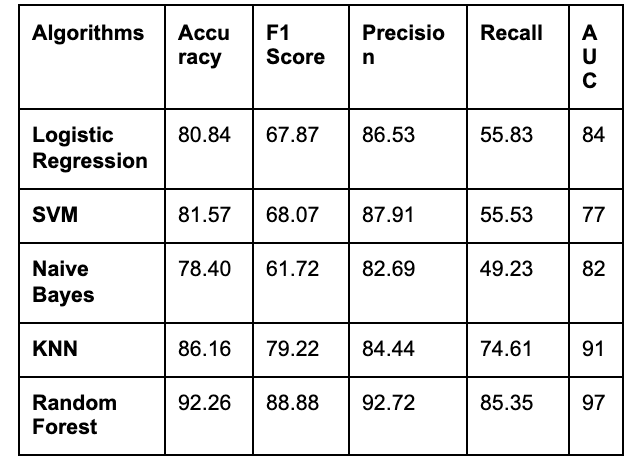 Algorithms Accu F1 Precisio Recall A
racy Score n U
C
Logistic 80.84 67.87 86.53 55.83 84
Regression
SVM 81.57 68.07 87.91 55.53 77
Naive 78.40 61.72 82.69 49.23 82
Bayes
KNN 86.16 79.22 84.44 74.61 91
Random 92.26 88.88 92.72 85.35 97
Forest